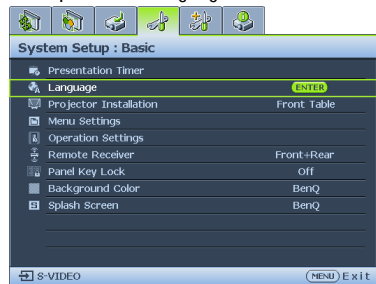 System Setup : Basic
Presentation Timer
Language ENTER
Projector Installation Front Table
Menu Settings
Operation Settings
Remote Receiver Front+Rear
Panel Key Lock Off
Background Color BenQ
Splash Screen BenQ
S-VIDEO MENU Exit